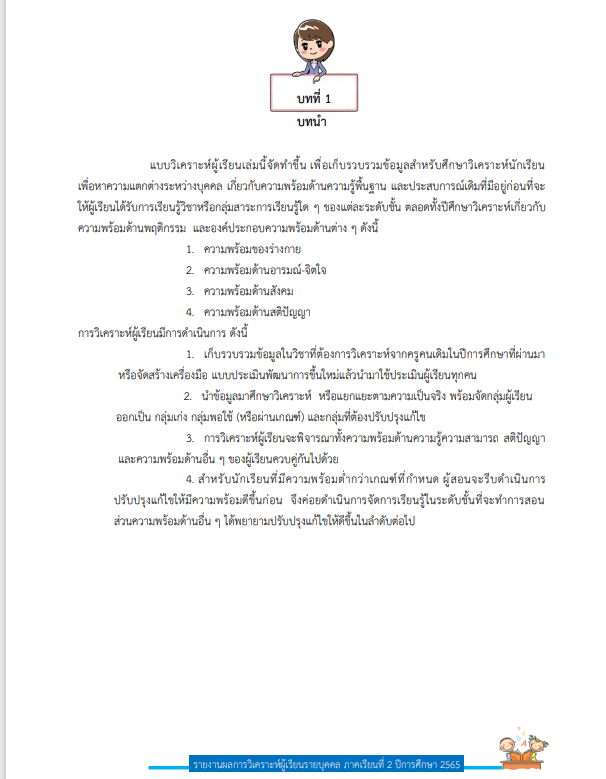 บทที่ 1
บทนำ
แบบวิเคราะห์ผู้เรียนเล่มนี้จัดทำขึ้น เพื่อเก็บรวบรวมข้อมูลสำหรับศึกษาวิเคราะห์นักเรียน
เพื่อหาความแตกต่างระหว่างบุคคล เกี่ยวกับความพร้อมด้านความรู้พื้นฐาน และประสบการณ์เดิมที่มีอยู่ก่อนที่จะ
ให้ผู้เรียนได้รับการเรียนรู้วิชาหรือกลุ่มสาระการเรียนรู้ใด ๆ ของแต่ละระดับชั้น ตลอดทั้งปีศึกษาวิเคราะห์เกี่ยวกับ
ความพร้อมด้านพฤติกรรม และองค์ประกอบความพร้อมด้านต่าง ๆ ดังนี้
1. ความพร้อมของร่างกาย
2. ความพร้อมด้านอารมณ์-จิตใจ
3. ความพร้อมด้านสังคม
4. ความพร้อมด้านสติปัญญา
การวิเคราะห์ผู้เรียนมีการดำเนินการ ดังนี้
1. เก็บรวบรวมข้อมูลในวิชาที่ต้องการวิเคราะห์จากครูคนเดิมในปีการศึกษาที่ผ่านมา
หรือจัดสร้างเครื่องมือ แบบประเมินพัฒนาการขึ้นใหม่แล้วนำมาใช้ประเมินผู้เรียนทุกคน
2. นำข้อมูลมาศึกษาวิเคราะห์ หรือแยกแยะตามความเป็นจริง พร้อมจัดกลุ่มผู้เรียน
ออกเป็น กลุ่มเก่ง กลุ่มพอใช้ (หรือผ่านเกณฑ์) และกลุ่มที่ต้องปรับปรุงแก้ไข
3. การวิเคราะห์ผู้เรียนจะพิจารณาทั้งความพร้อมด้านความรู้ความสามารถ สติปัญญา
และความพร้อมด้านอื่น ๆ ของผู้เรียนควบคู่กันไปด้วย
4. สำหรับนักเรียนที่มีความพร้อมต่ำกว่าเกณฑ์ที่กำหนด ผู้สอนจะรีบดำเนินการ
ปรับปรุงแก้ไขให้มีความพร้อมดีขึ้นก่อน จึงค่อยดำเนินการจัดการเรียนรู้ในระดับชั้นที่จะทำการสอน
ส่วนความพร้อมด้านอื่น ๆ ได้พยายามปรับปรุงแก้ไขให้ดีขึ้นในลำดับต่อไป
รายงานผลการวิเคราะห์ผู้เรียนรายบุคคล ภาคเรียนที่ 2 ปีการศึกษา 2565